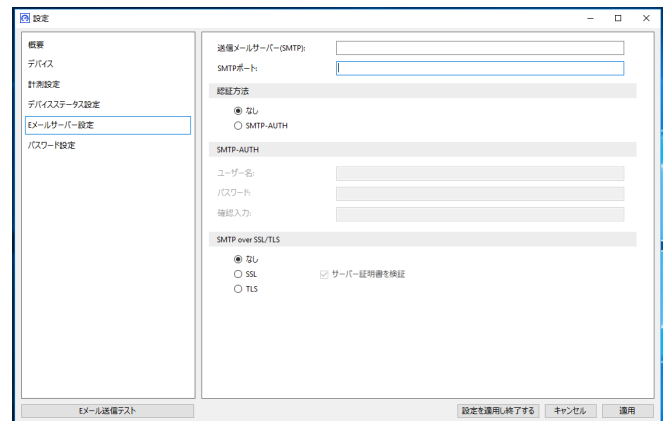 設定
概要
デバイス
計測設定
デバイスステータス設定
Eメールサーバー設定
パスワード設定
送信メールサーバー(SMTP):
SMTPポート:
認証方法
なし
SMTP-AUTH
SMTP-AUTH
ユーザー名:
パスワード:
確認入力:
SMTP over SSL/TLS
なし
SSL
サーバー証明書を検証
TLS
Eメール送信テスト
設定を適用し終了する
キャンセル
適用